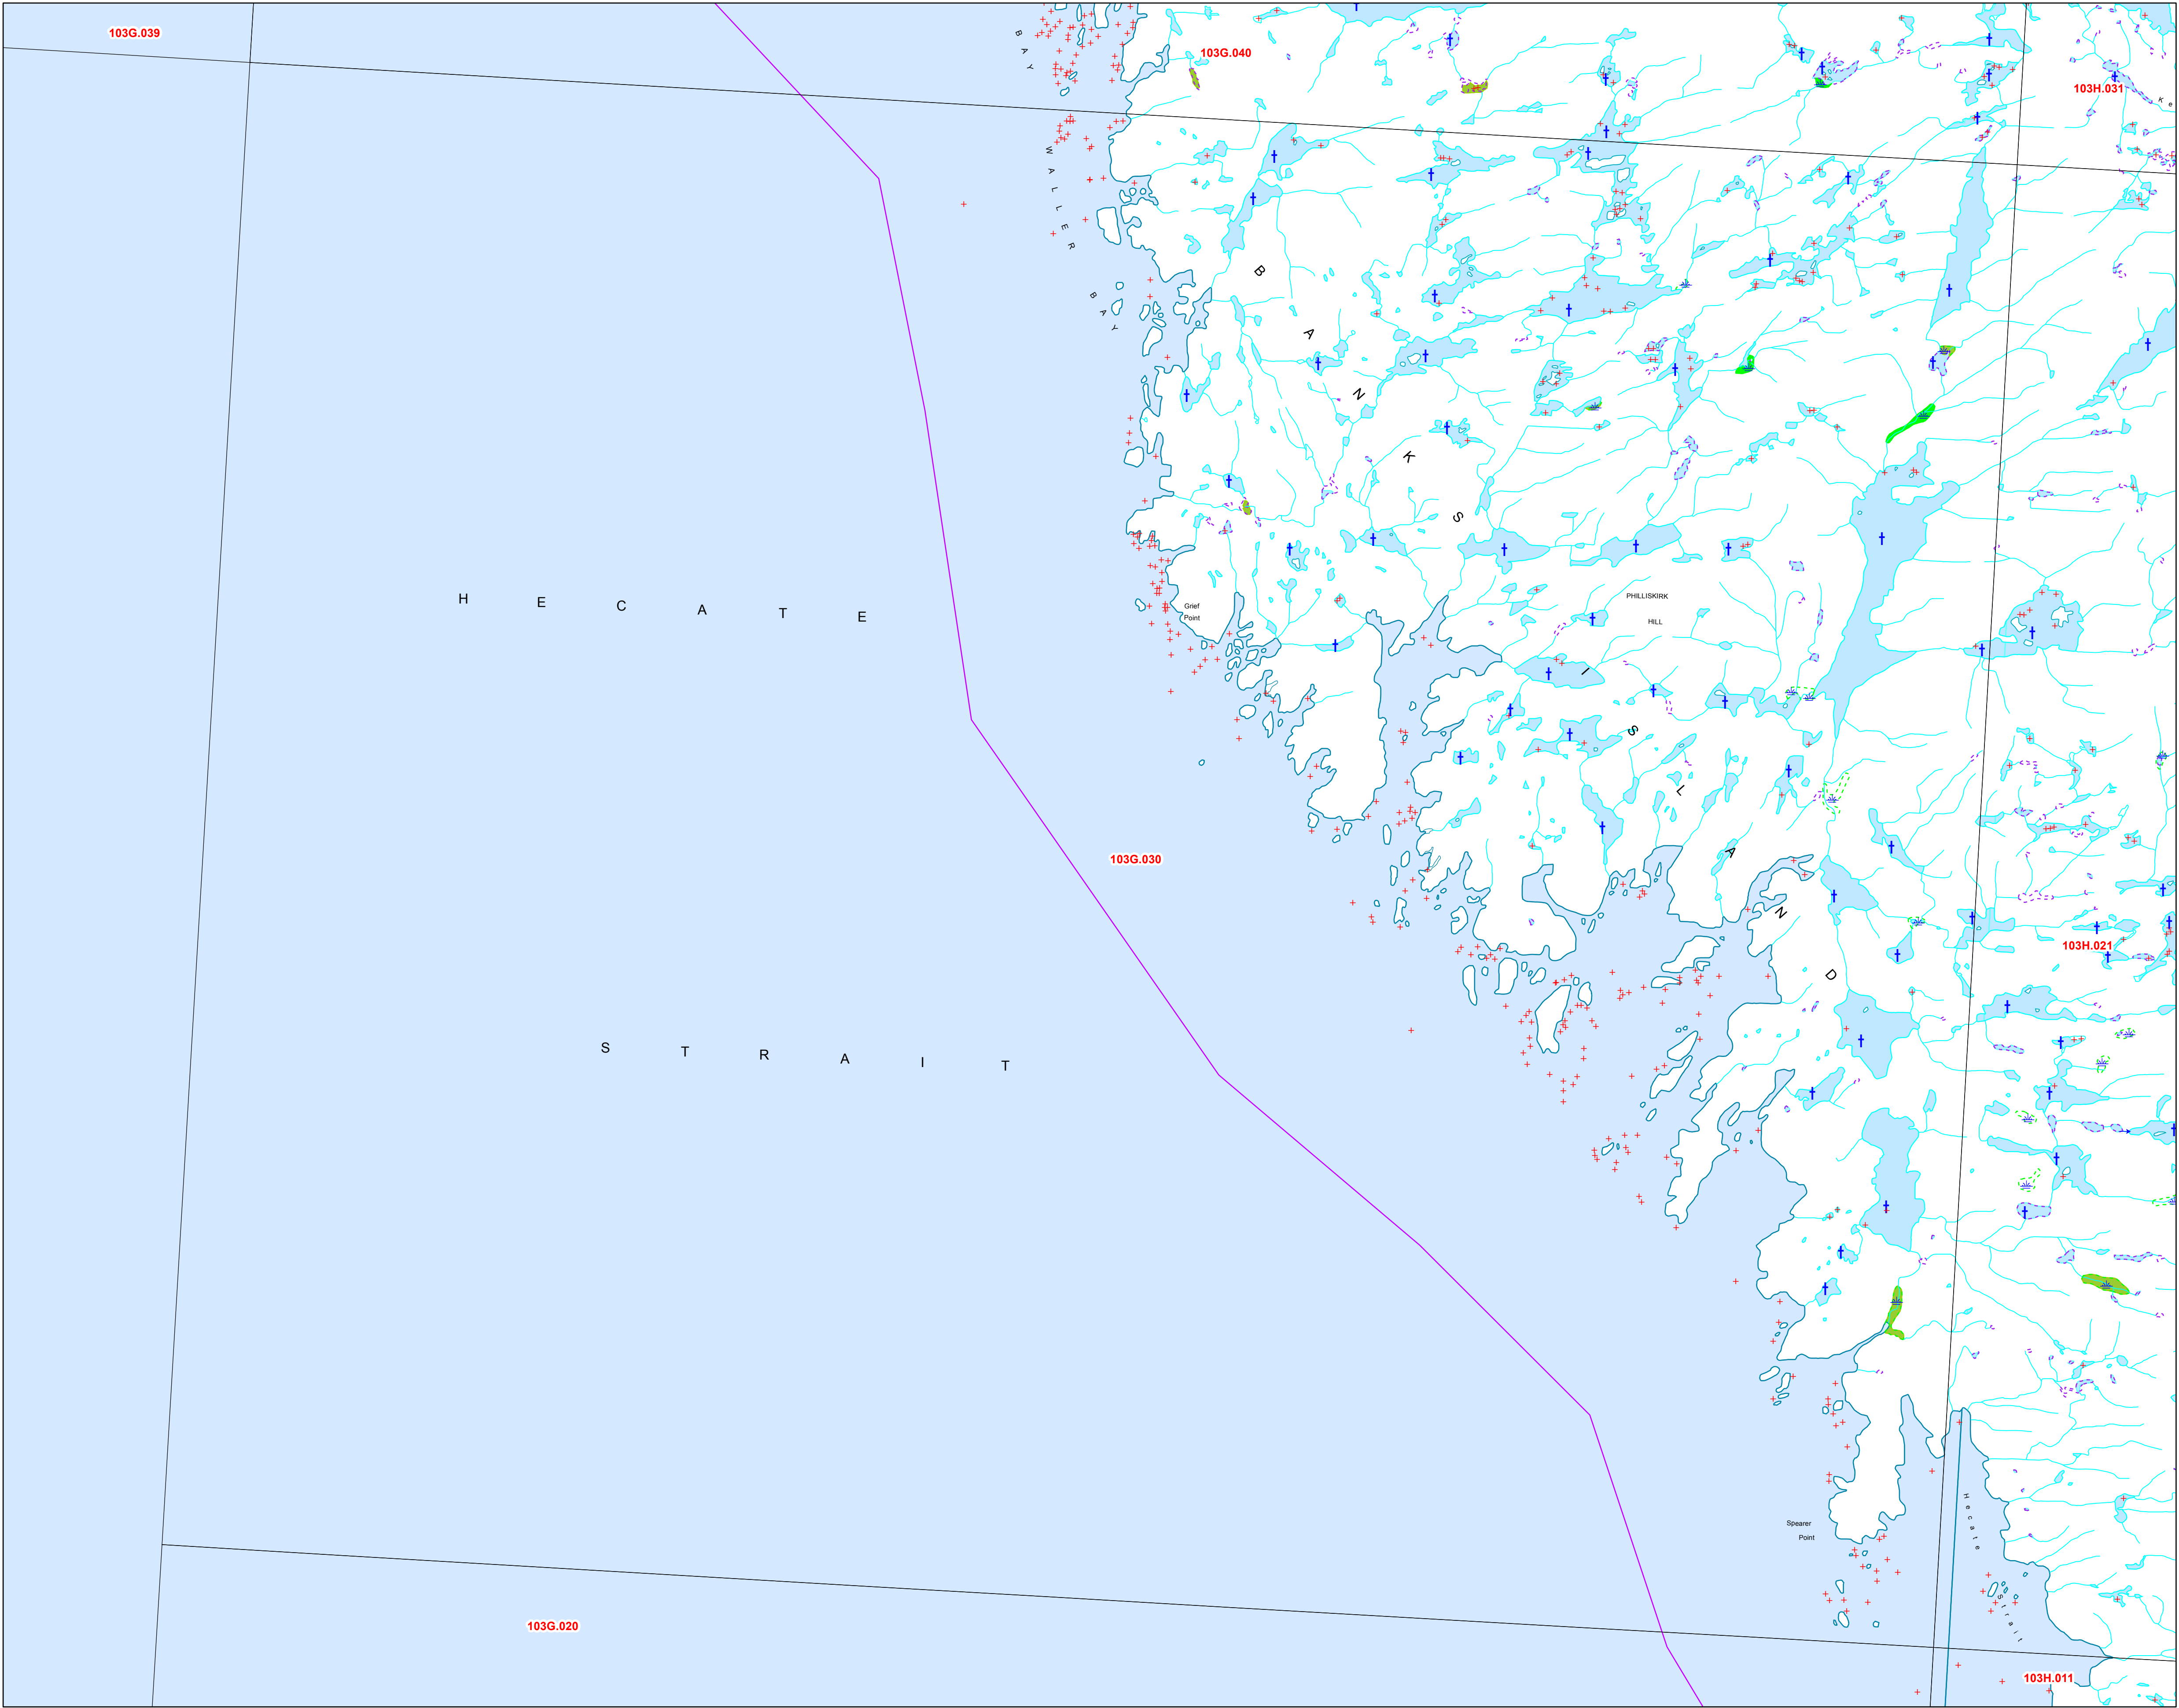 103G.039
103G.040
103H.031
Ke
BAY
WALLER BAY
BANKS ISLAND
HECATE
STRAIT
Grief
Point
PHILLISKIRK
HILL
103G.030
103H.021
Spearer
Point
Hecate Strait
103G.020
103H.011